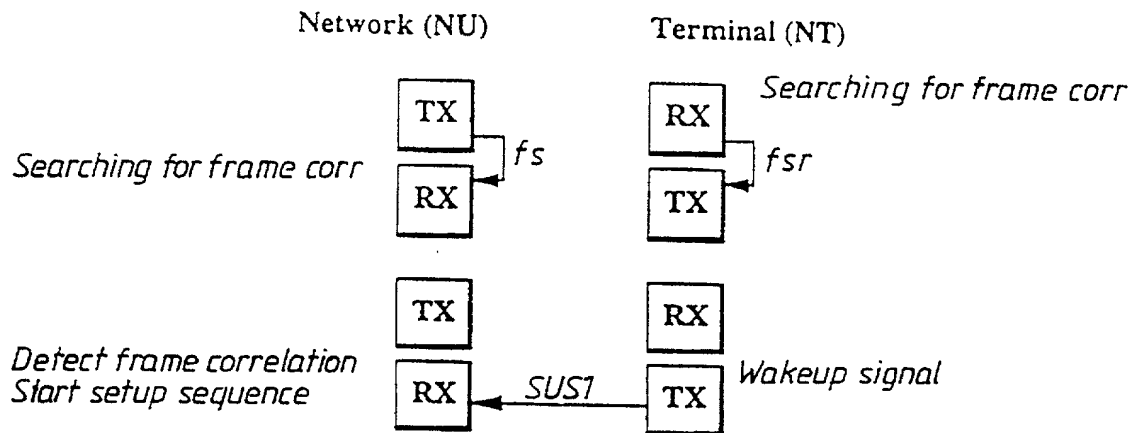 Network (NU)
Terminal (NT)
TX
RX
Searching for frame corr
fs
fsr
Searching for frame corr
RX
TX
TX
RX
Detect frame correlation
Start setup sequence
RX
SUS1
TX
Wakeup signal